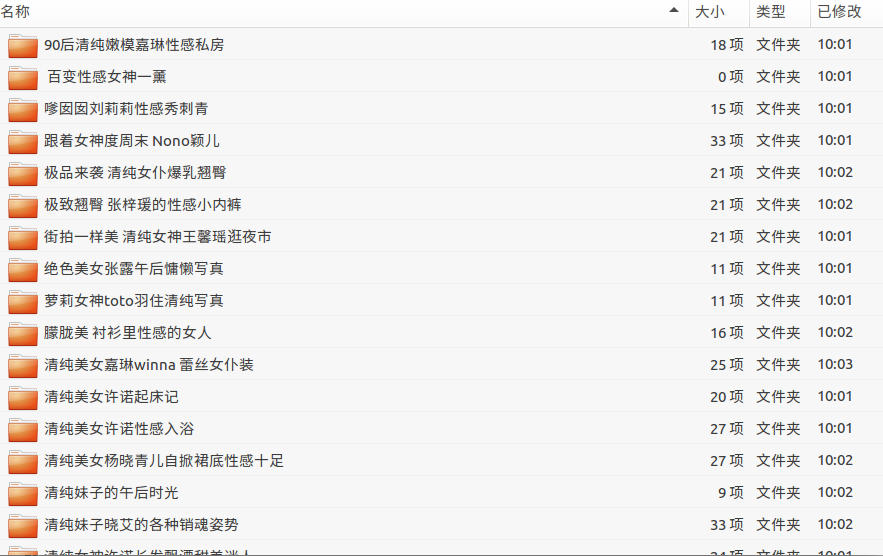 名称 大小 类型 已修改
90后清纯嫩模嘉琳性感私房 18 项 文件夹 10:01
百变性感女神一薰 0 项 文件夹 10:01
嗲囡囡刘莉莉性感秀刺青 15 项 文件夹 10:01
跟着女神度周末 Nono颖儿 33 项 文件夹 10:01
极品来袭 清纯女仆爆乳翘臀 21 项 文件夹 10:02
极致翘臀 张梓瑗的性感小内裤 21 项 文件夹 10:02
街拍一样美 清纯女神王馨瑶逛夜市 21 项 文件夹 10:01
绝色美女张露午后慵懒写真 11 项 文件夹 10:01
萝莉女神toto羽住清纯写真 11 项 文件夹 10:01
朦胧美 衬衫里性感的女人 16 项 文件夹 10:02
清纯美女嘉琳winna 蕾丝女仆装 25 项 文件夹 10:03
清纯美女许诺起床记 20 项 文件夹 10:01
清纯美女许诺性感入浴 27 项 文件夹 10:01
清纯美女杨晓青儿自掀裙底性感十足 27 项 文件夹 10:02
清纯妹子的午后时光 9 项 文件夹 10:02
清纯妹子晓艾的各种销魂姿势 33 项 文件夹 10:02